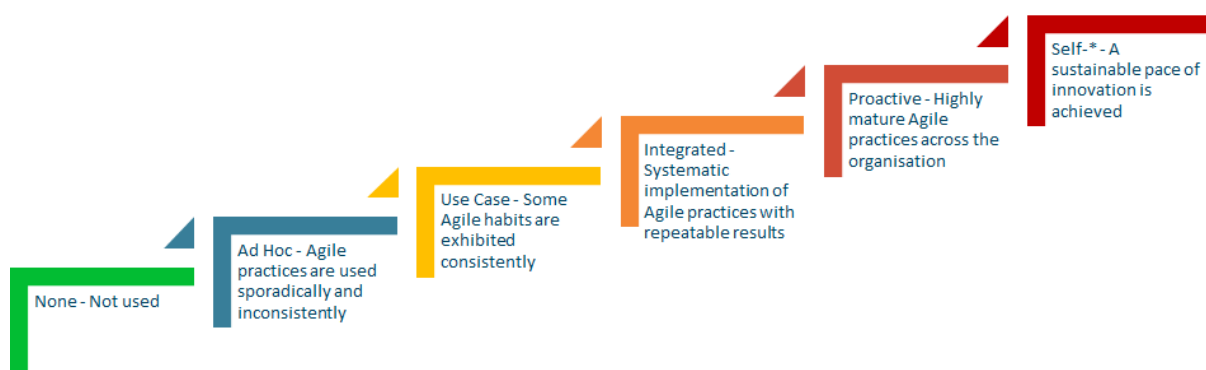 None - Not used
Ad Hoc - Agile
practices are used
sporadically and
inconsistently
Use Case - Some
Agile habits are
exhibited
consistently
Integrated -
Systematic
implementation of
Agile practices with
repeatable results
Proactive - Highly
mature Agile
practices across the
organisation
Self-* - A
sustainable pace of
innovation is
achieved